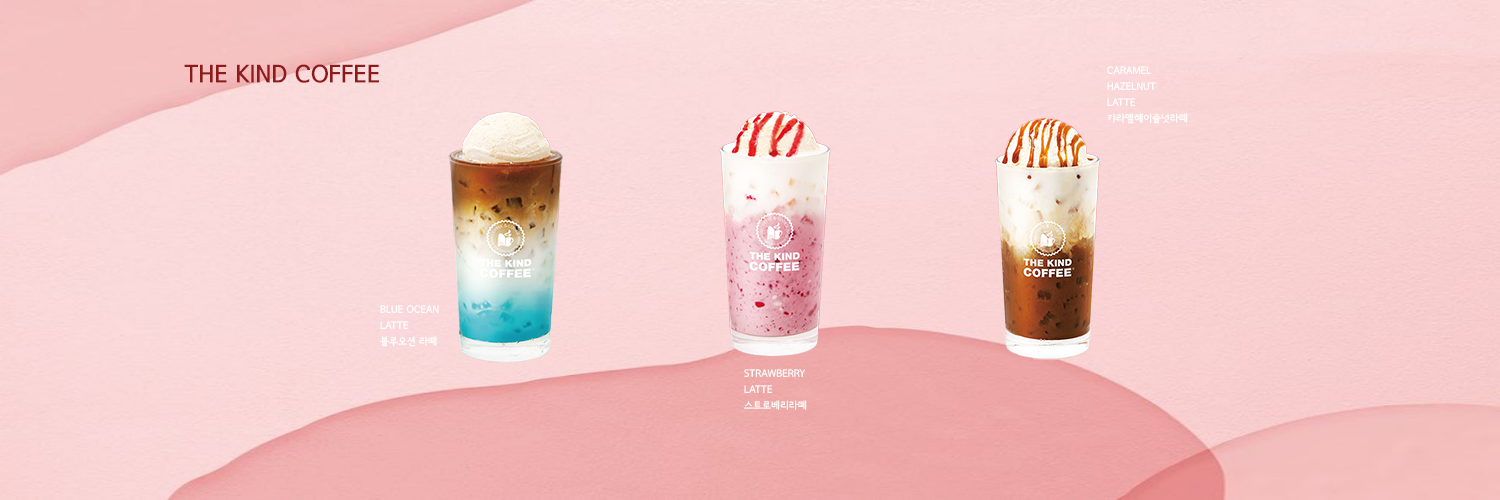 THE KIND COFFEE
CARAMEL
HAZELNUT
LATTE
카라멜헤이즐넛라떼
THE KIND
COFFEE
THE KIND
COFFEE
THE KIND
COFFEE
BLUE OCEAN
LATTE
블루오션 라떼
STRAWBERRY
LATTE
스트로베리라떼